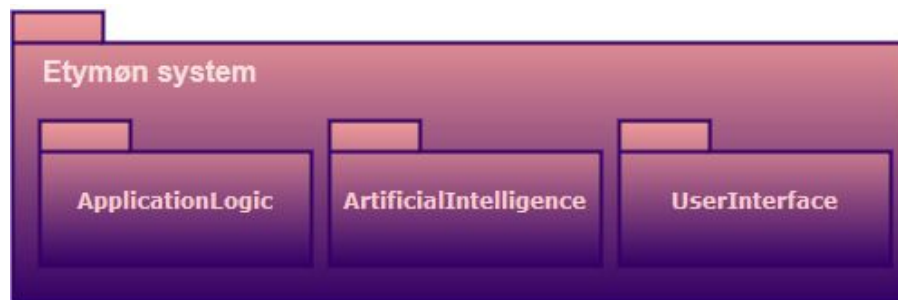 Etymøn system
ApplicationLogic
ArtificialIntelligence
UserInterface